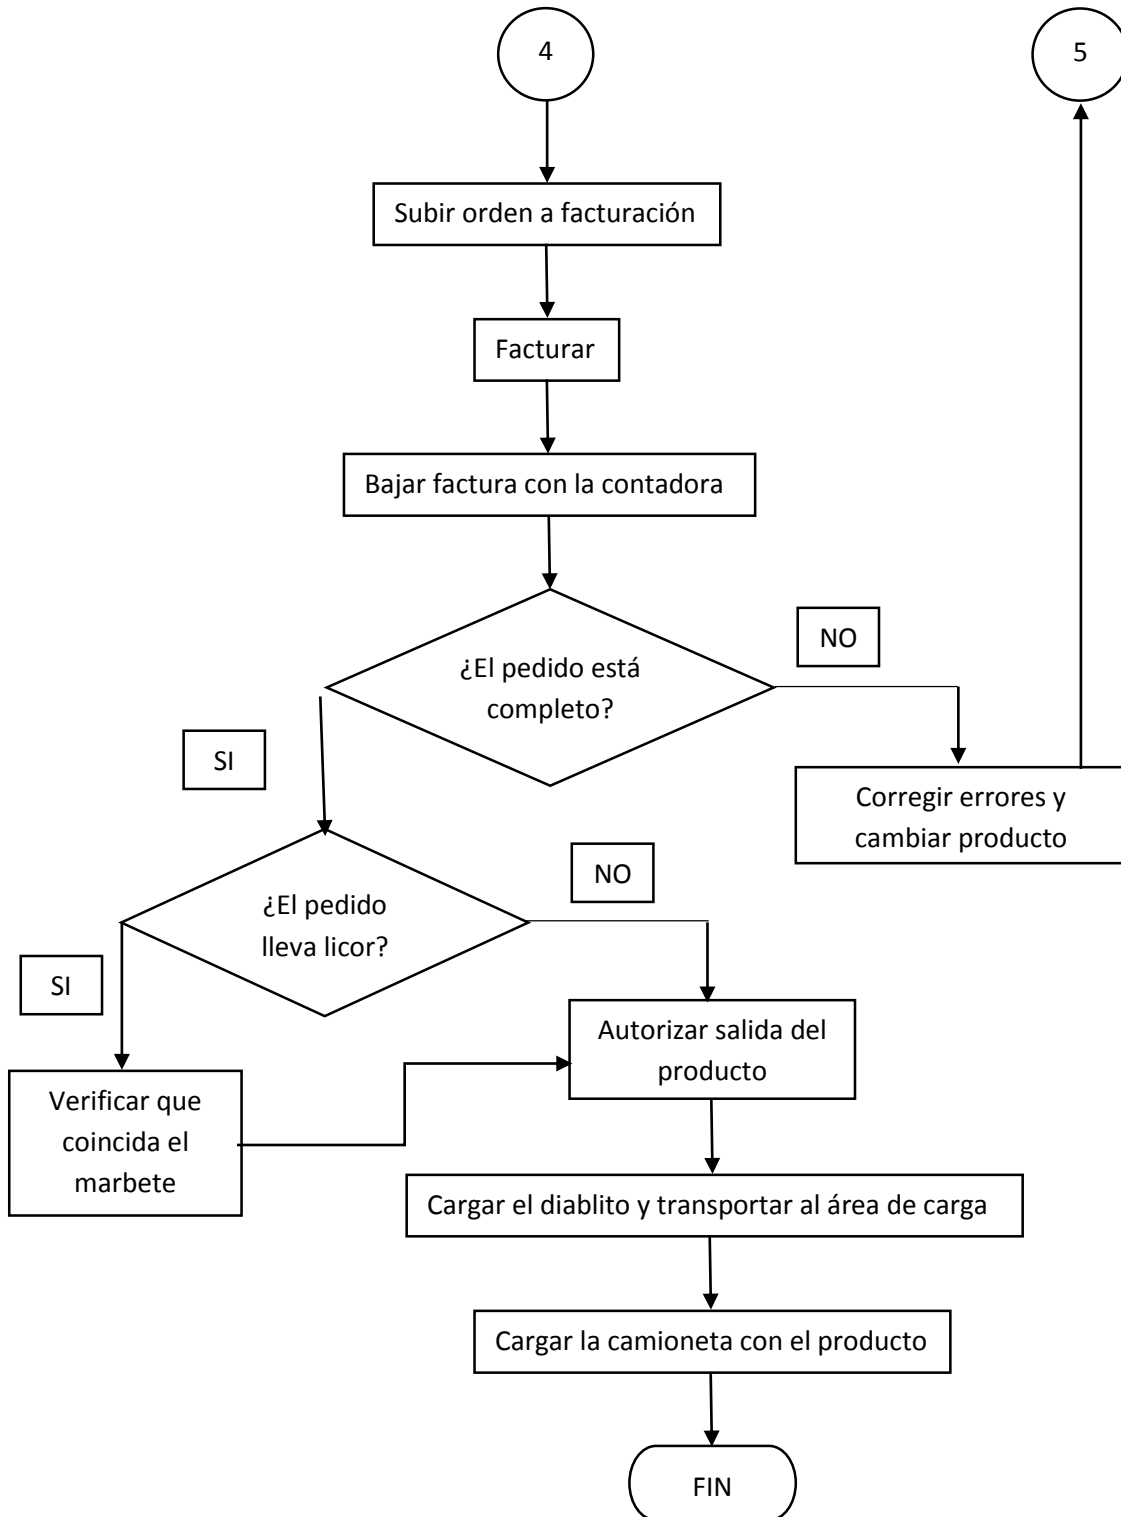 4
5
Subir orden a facturación
Facturar
Bajar factura con la contadora
¿El pedido está
completo?
NO
SI
Corregir errores y
cambiar producto
¿El pedido
lleva licor?
NO
SI
Autorizar salida del
producto
Verificar que
coincida el
marbete
Cargar el diablito y transportar al área de carga
Cargar la camioneta con el producto
FIN